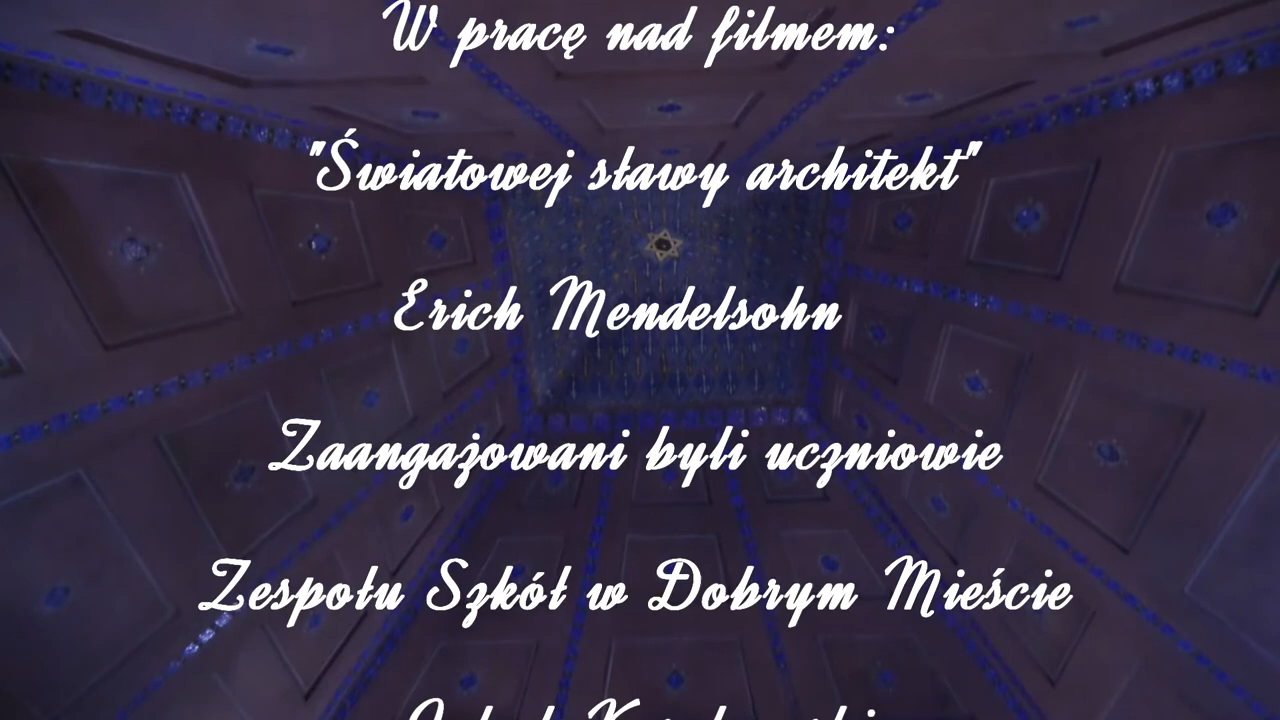 W pracę nad filmem:
"Światowej sławy architekt"
Erich Mendelsohn
Zaangażowani byli uczniowie
Zespołu Szkół w Dobrym Mieście